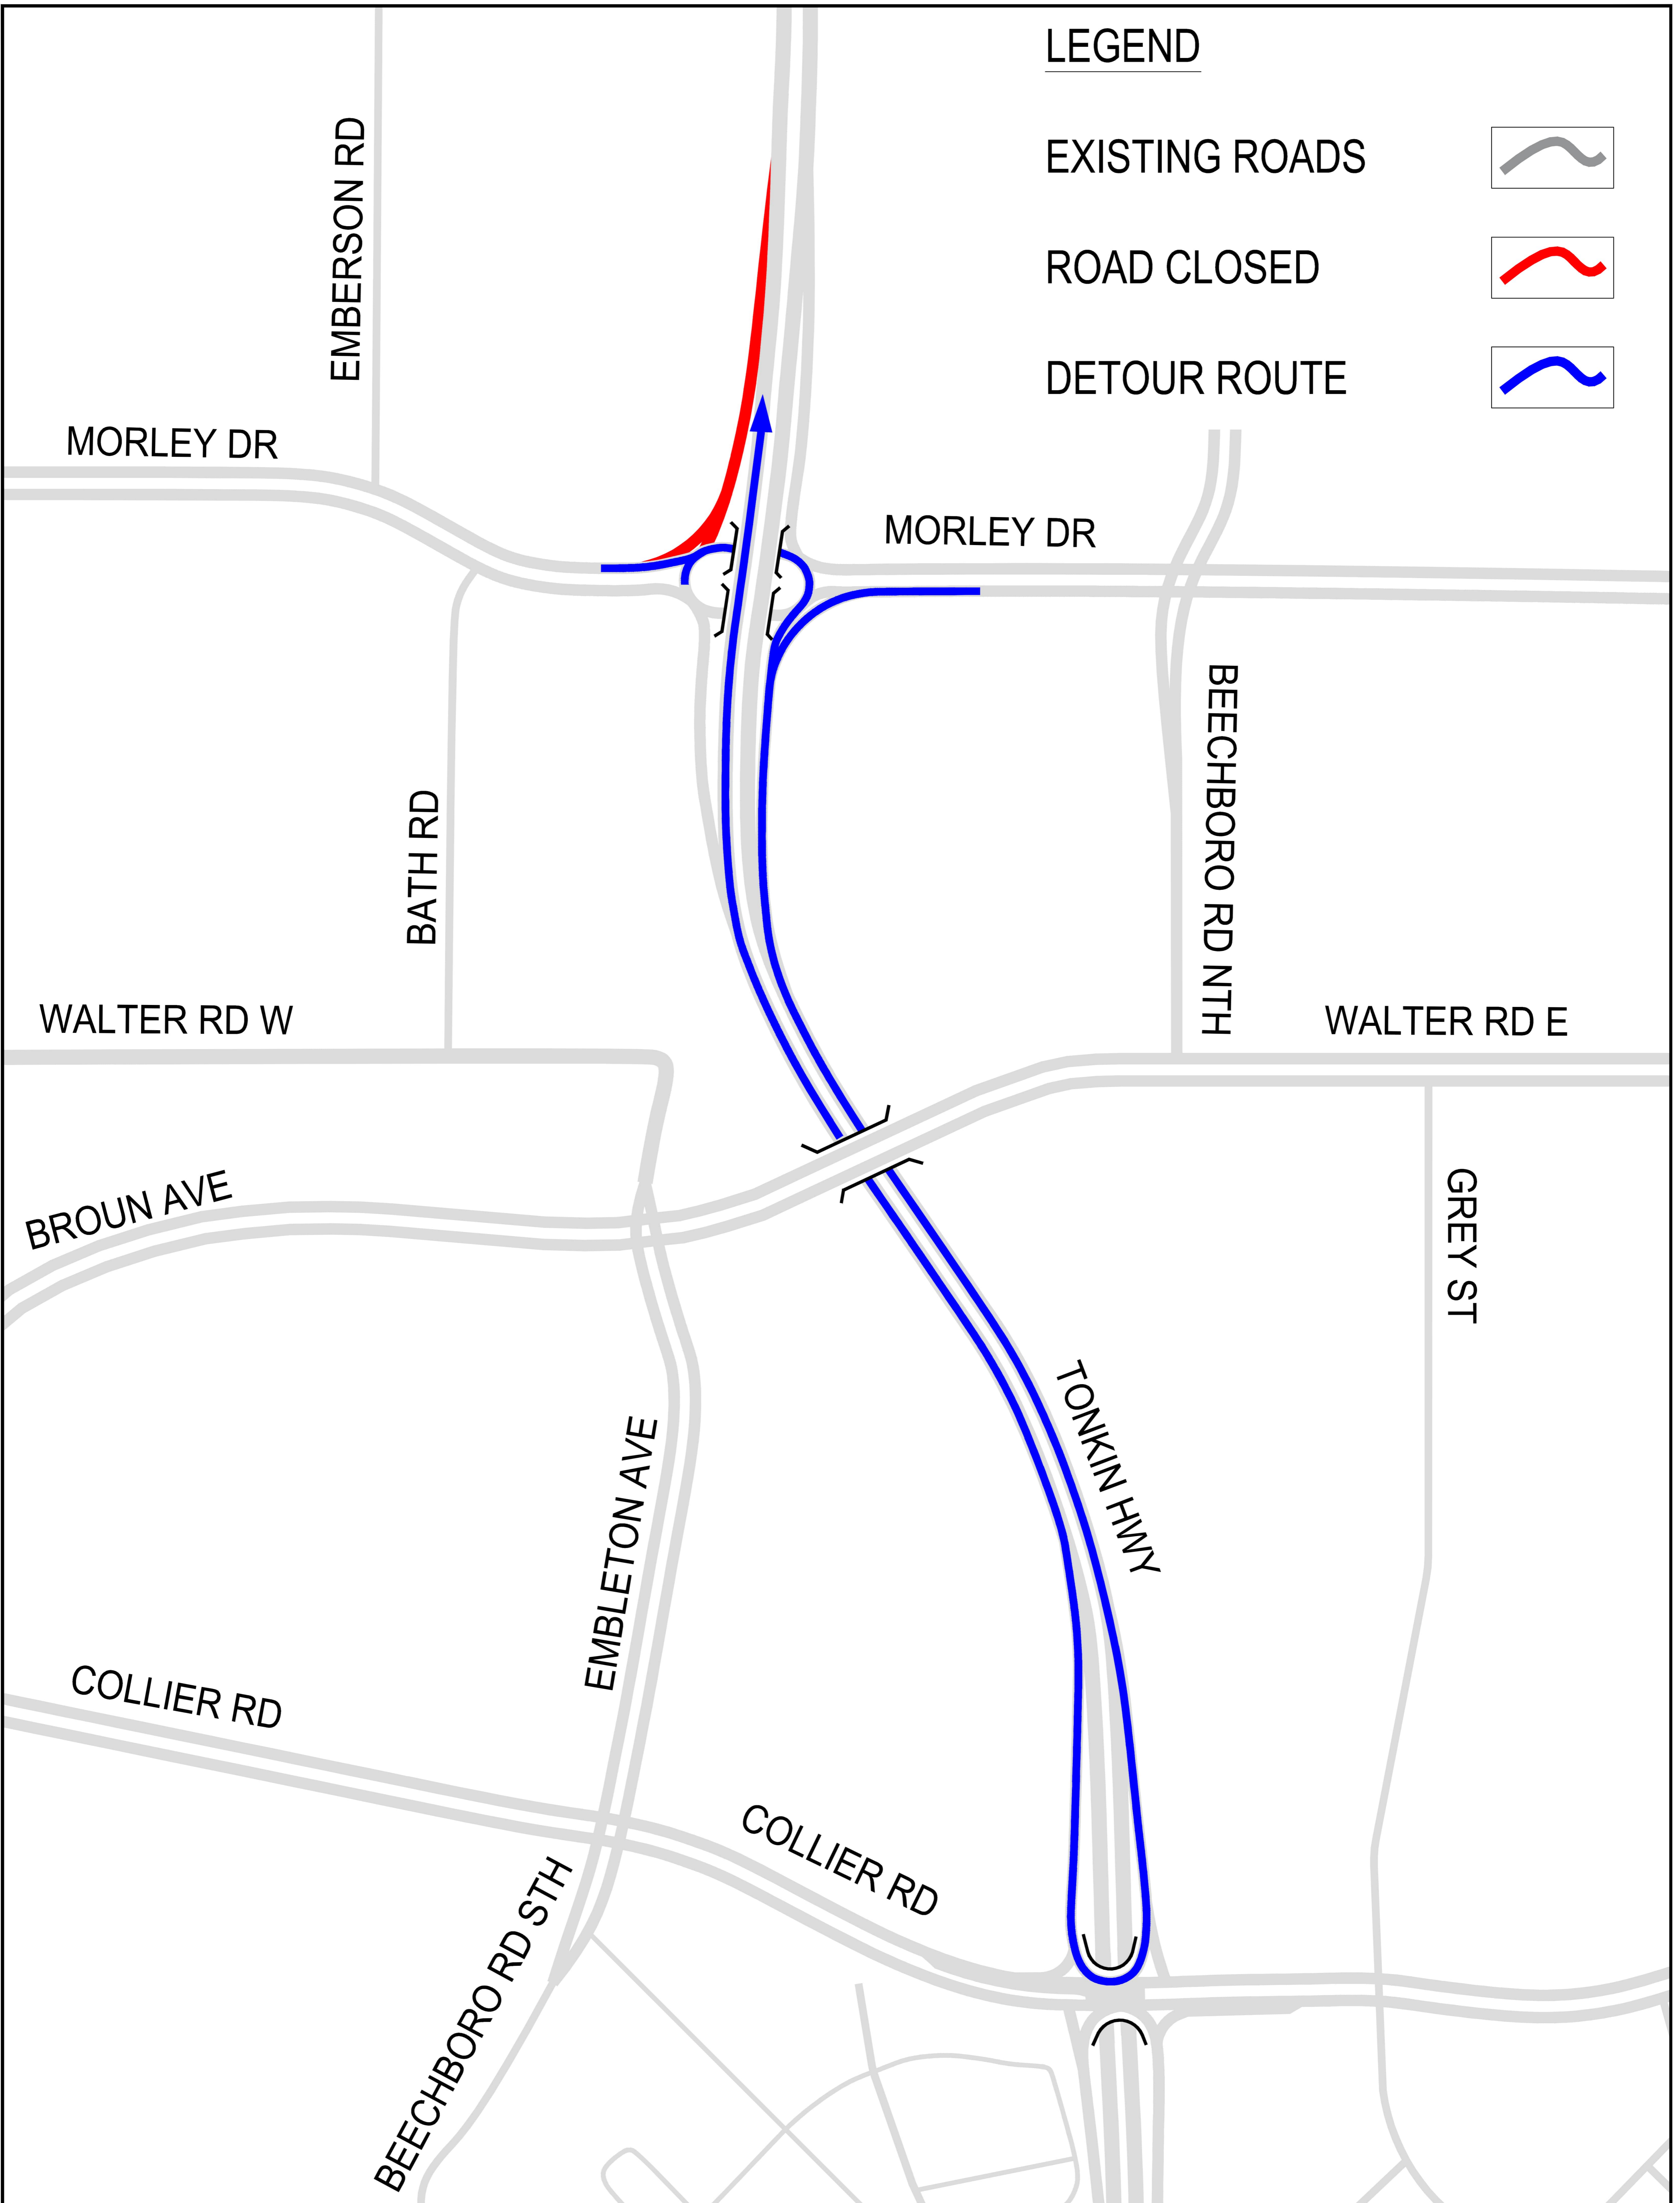 LEGEND
EXISTING ROADS
ROAD CLOSED
DETOUR ROUTE
EMBERSON RD
MORLEY DR
MORLEY DR
BEECHBORO RD NTH
BATH RD
WALTER RD W
WALTER RD E
BROUN AVE
GREY ST
TONKIN HWY
EMBLETON AVE
COLLIER RD
COLLIER RD
BEECHBORO RD STH